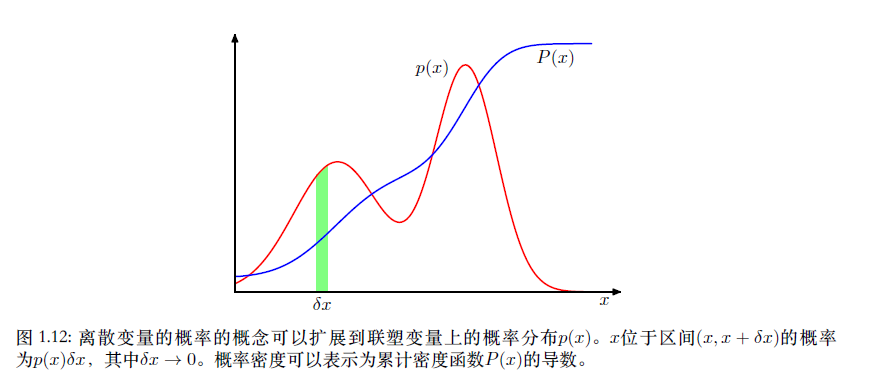 p(x)
P(x)
δx
x
图 1.12: 离散变量的概率的概念可以扩展到联塑变量上的概率分布p(x)。x位于区间(x, x + δx)的概率
为p(x)δx，其中δx → 0。概率密度可以表示为累计密度函数P(x)的导数。